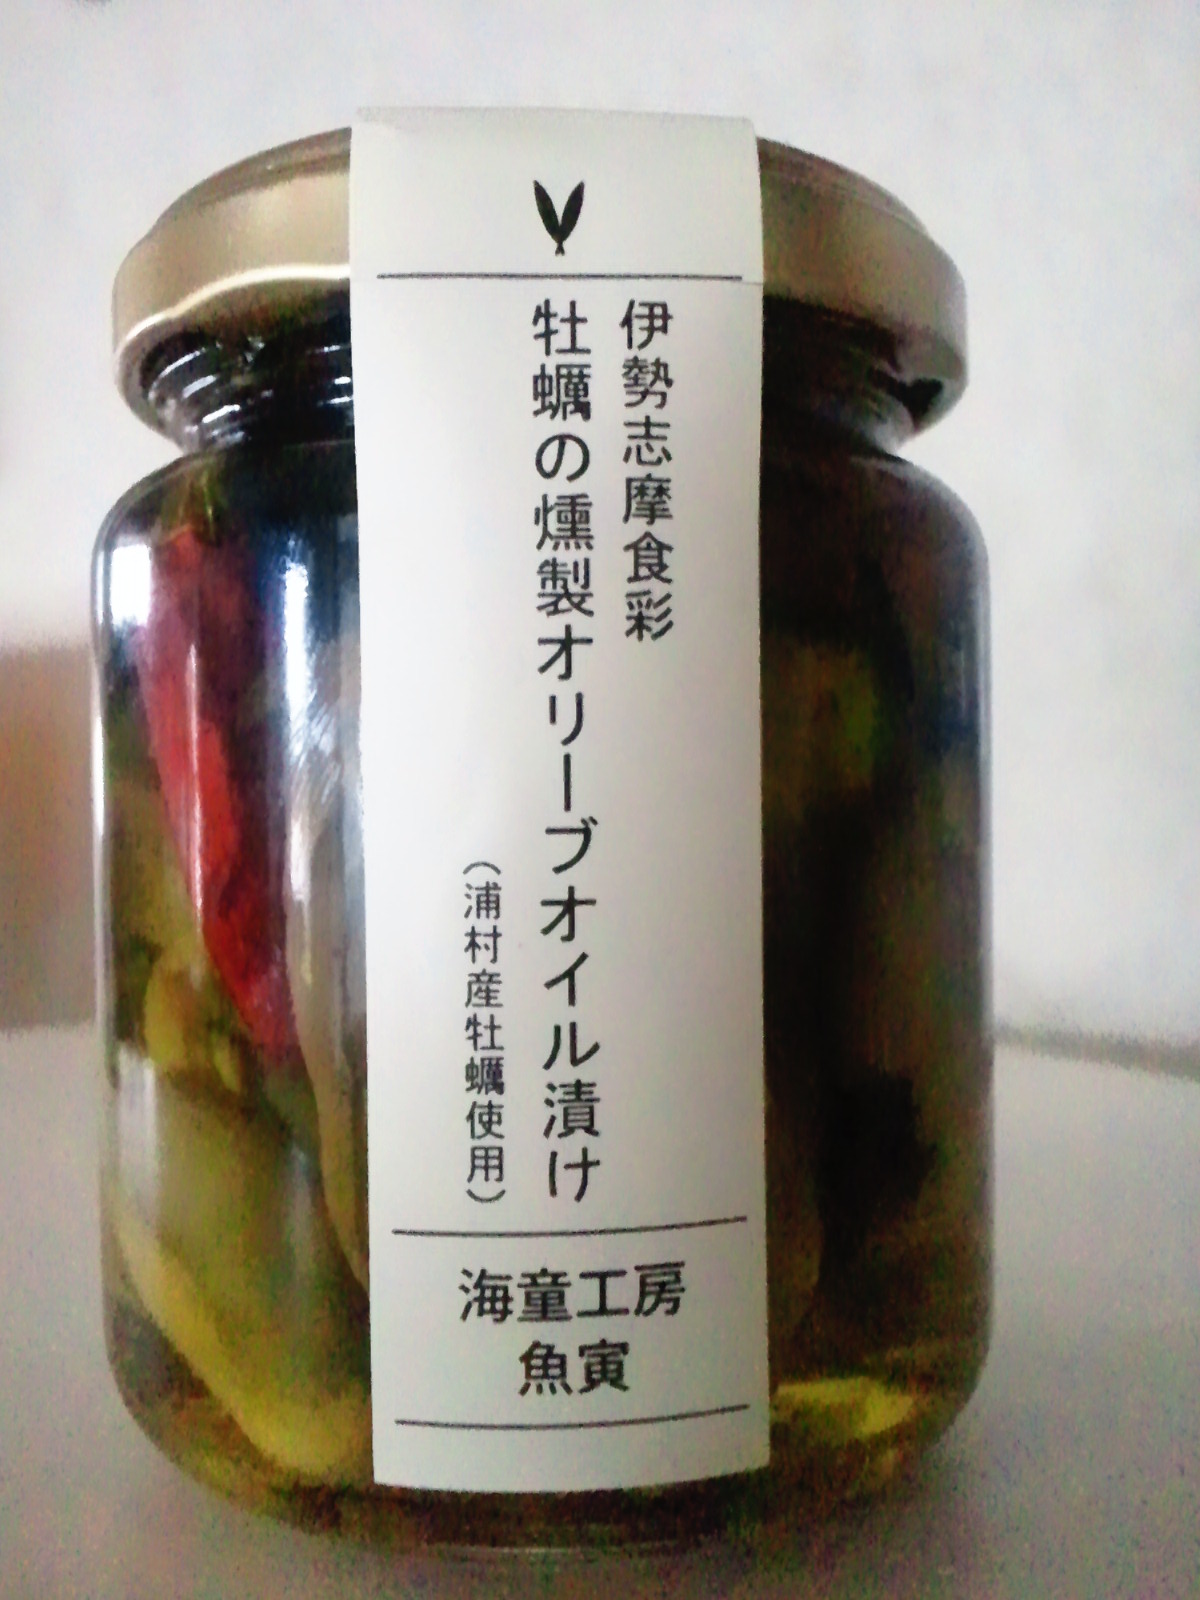 伊勢志摩食彩
牡蠣の燻製オリーブオイル漬け
（浦村産牡蠣使用）
海童工房
魚寅